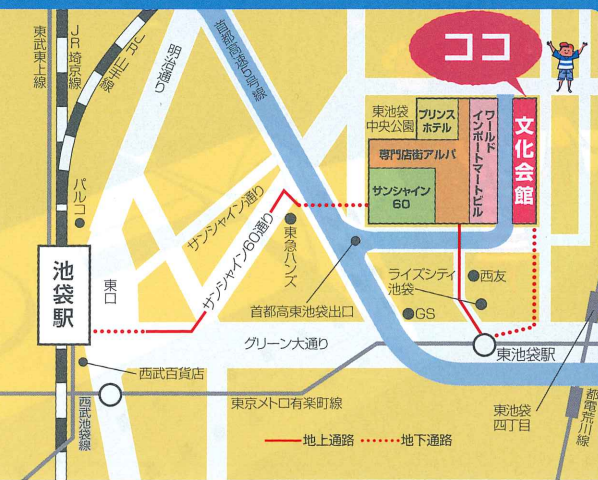 ココ
東武東上線
JR埼京線
JR山手線
明治通り
首都高速5号線
東池袋
中央公園
プリンス
ホテル
ワールド
インポートマートビル
文化会館
専門店街アルパ
サンシャイン
60
パルコ
サンシャイン通り
サンシャイン60通り
東急ハンズ
池袋駅
東口
首都高東池袋出口
ライズシティ
池袋
西友
GS
グリーン大通り
東池袋駅
西武百貨店
西武池袋線
東京メトロ有楽町線
東池袋
四丁目
都電荒川線
地上通路
地下通路